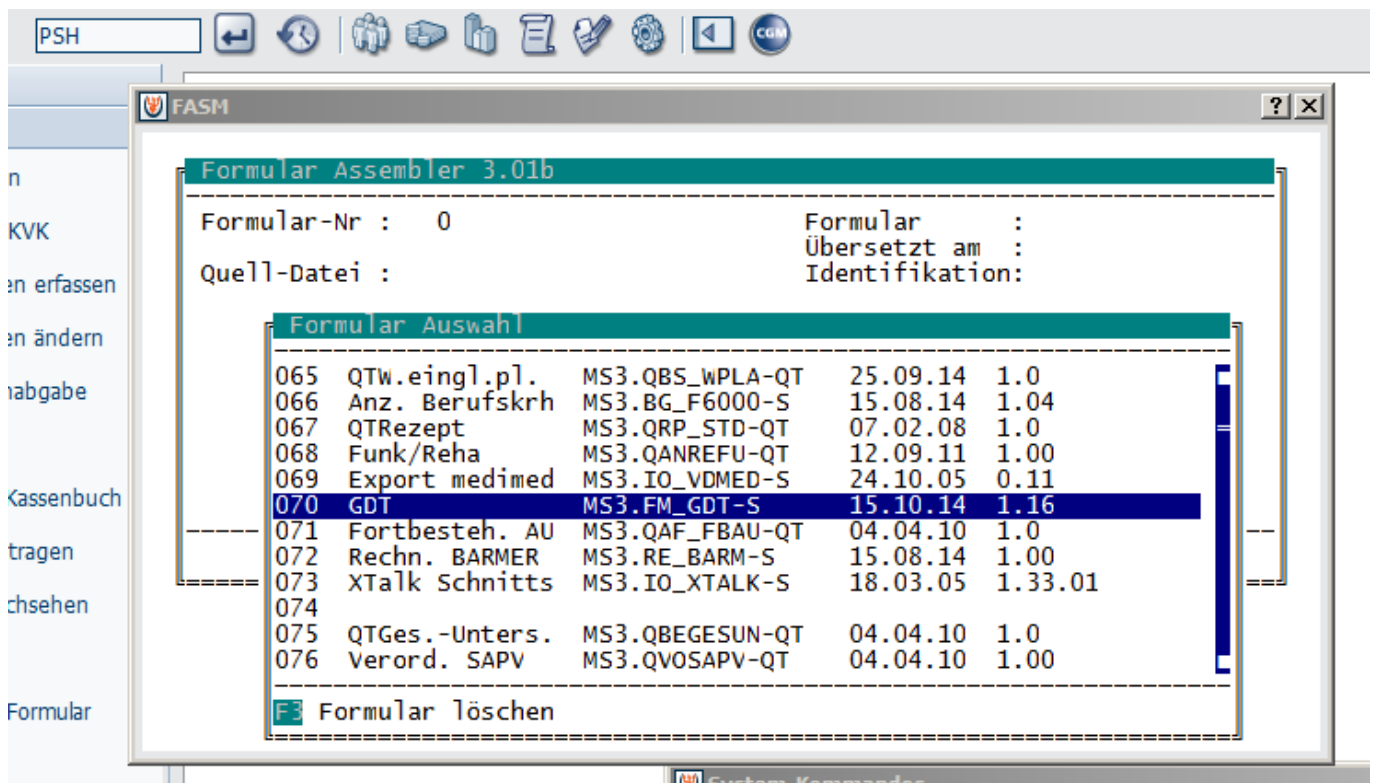 PSH
CGM
FASM
Formular Assembler 3.01b
n
Formular-Nr : 0 Formular :
KVK
Übersetzt am :
Quell-Datei : Identifikation:
en erfassen
Formular Auswahl
en ändern
065 QTW.eingl.pl. MS3.QBS_WPLA-QT 25.09.14 1.0
nabgabe
066 Anz. Berufskrh MS3.BG_F6000-S 15.08.14 1.04
067 QTRezept MS3.QRP_STD-QT 07.02.08 1.0
068 Funk/Reha MS3.QANREFU-QT 12.09.11 1.00
069 Export medimed MS3.IO_VDMED-S 24.10.05 0.11
Kassenbuch
070 GDT MS3.FM_GDT-S 15.10.14 1.16
071 Fortbesteh. AU MS3.QAF_FBAU-QT 04.04.10 1.0
tragen
072 Rechn. BARMER MS3.RE_BARM-S 15.08.14 1.00
073 XTalk Schnitts MS3.IO_XTALK-S 18.03.05 1.33.01
chsehen
074
075 QTGes.-Unters. MS3.QBEGESUN-QT 04.04.10 1.0
076 Verord. SAPV MS3.QVOSAPV-QT 04.04.10 1.00
Formular
F3 Formular löschen